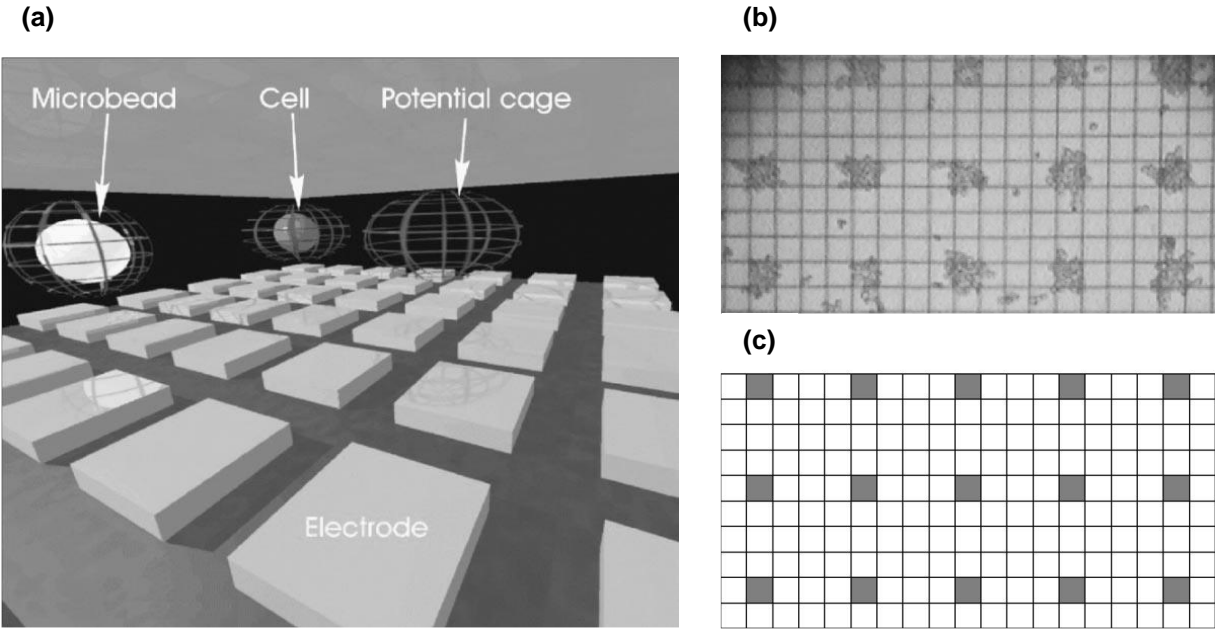 (a)
Microbead
Cell
Potential cage
Electrode
(b)
(c)